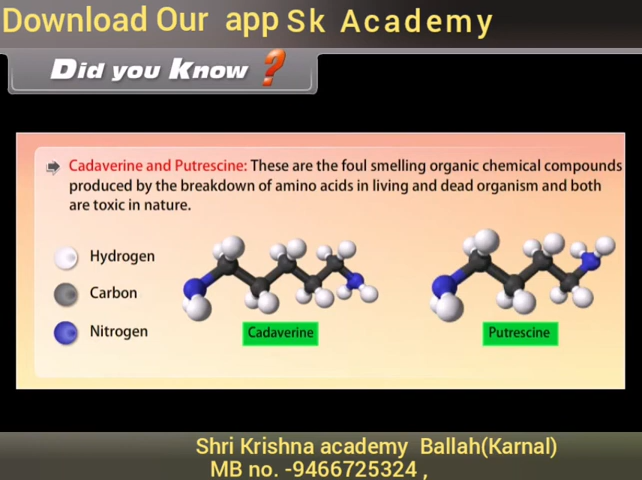 Download Our app Sk Academy
Did you Know ?
Cadaverine and Putrescine: These are the foul smelling organic chemical compounds
produced by the breakdown of amino acids in living and dead organism and both
are toxic in nature.
Hydrogen
Carbon
Nitrogen
Cadaverine
Putrescine
Shri Krishna academy Ballah(Karnal)
MB no. -9466725324 ,